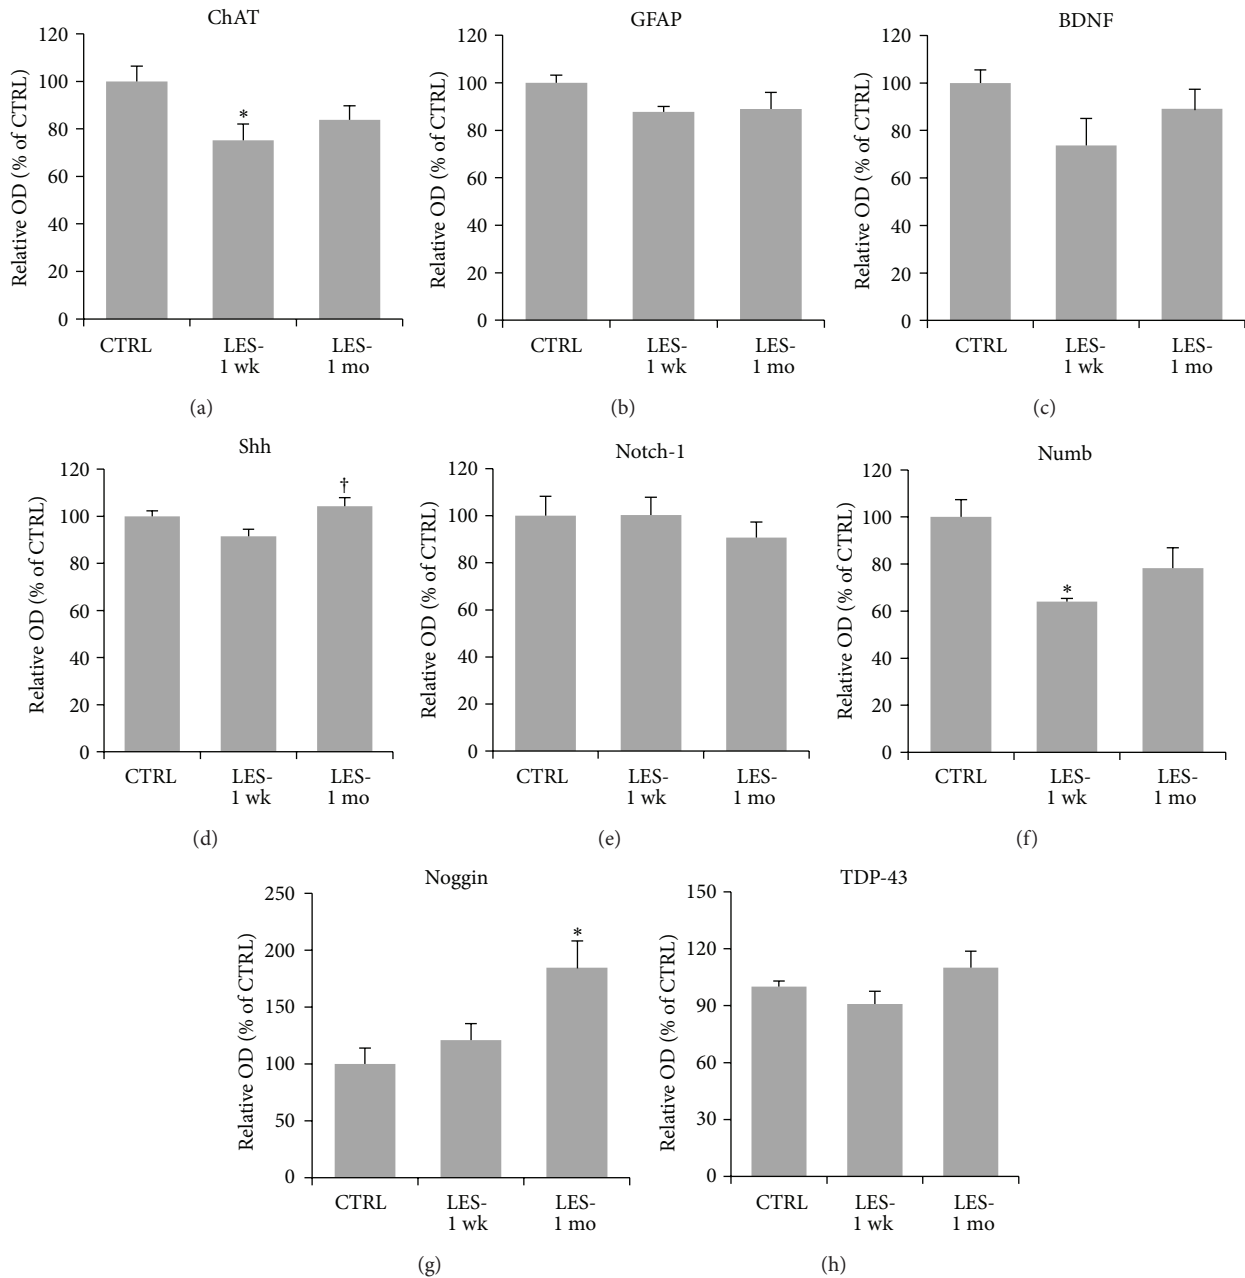 ChAT
Relative OD (% of CTRL)
120
100
80
60
40
20
0
*
CTRL
LES-
1 wk
LES-
1 mo
(a)
GFAP
Relative OD (% of CTRL)
120
100
80
60
40
20
0
CTRL
LES-
1 wk
LES-
1 mo
(b)
BDNF
Relative OD (% of CTRL)
120
100
80
60
40
20
0
CTRL
LES-
1 wk
LES-
1 mo
(c)
Shh
Relative OD (% of CTRL)
120
100
80
60
40
20
0
†
CTRL
LES-
1 wk
LES-
1 mo
(d)
Notch-1
Relative OD (% of CTRL)
120
100
80
60
40
20
0
CTRL
LES-
1 wk
LES-
1 mo
(e)
Numb
Relative OD (% of CTRL)
120
100
80
60
40
20
0
*
CTRL
LES-
1 wk
LES-
1 mo
(f)
Noggin
Relative OD (% of CTRL)
250
200
150
100
50
0
*
CTRL
LES-
1 wk
LES-
1 mo
(g)
TDP-43
Relative OD (% of CTRL)
150
120
90
60
30
0
CTRL
LES-
1 wk
LES-
1 mo
(h)